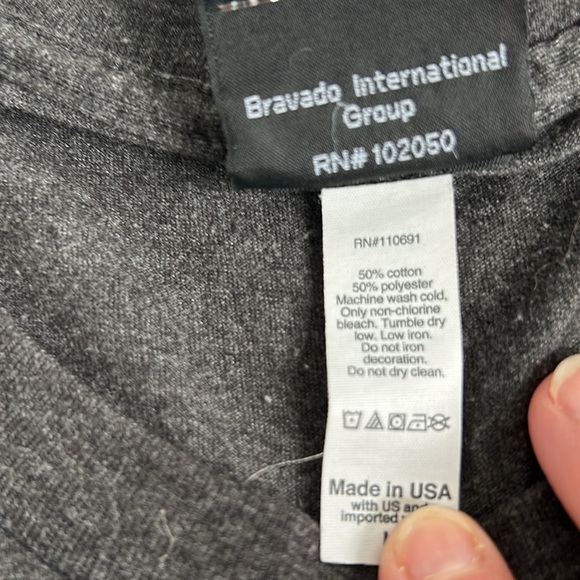 Bravado International
Group
RN# 102050
RN#110691
50% cotton
50% polyester
Machine wash cold,
Only non-chlorine
bleach. Tumble dry
low. Low iron.
Do not iron
decoration.
Do not dry clean.
Made in USA
with US and
imported